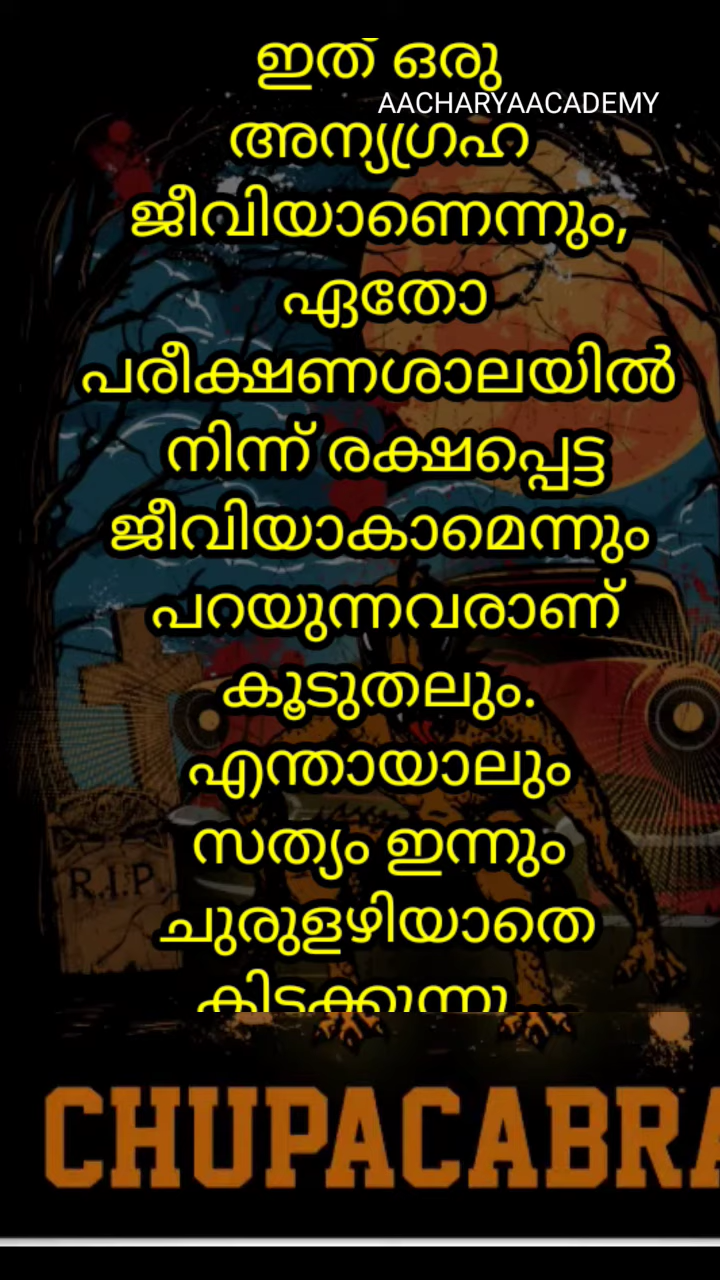 ഇത് ഒരു
AACHARYAACADEMY
അന്യഗ്രഹ
ജീവിയാണെന്നും,
ഏതോ
പരീക്ഷണശാലയിൽ
നിന്ന് രക്ഷപ്പെട്ട
ജീവിയാകാമെന്നും
പറയുന്നവരാണ്
കൂടുതലും.
എന്തായാലും
സത്യം ഇന്നും
ചുരുളഴിയാതെ
കിടക്കുന്നു
R.I.P.
CHUPACABRA